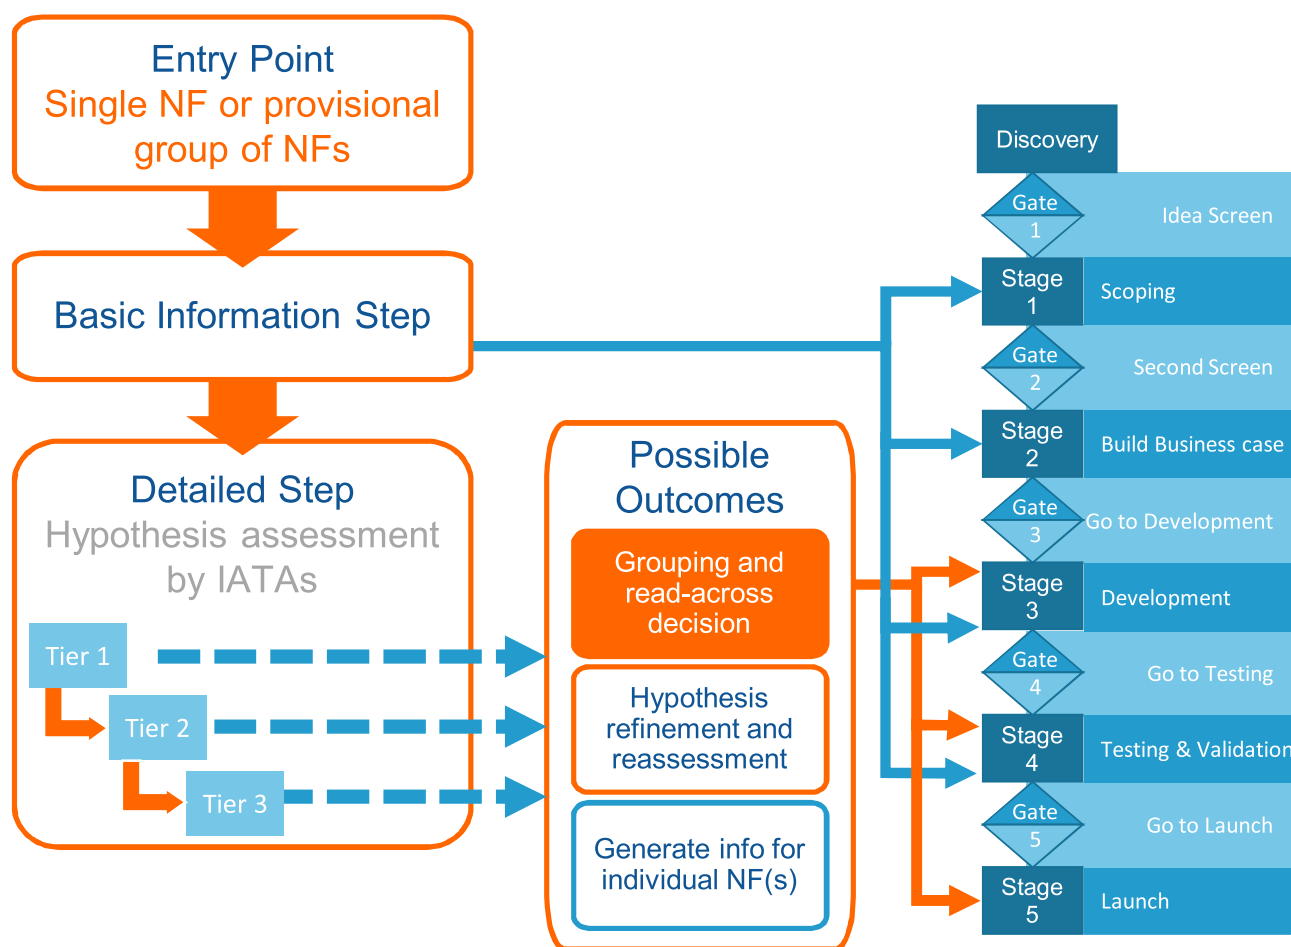 Entry Point
Single NF or provisional
group of NFs
Basic Information Step
Detailed Step
Hypothesis assessment
by IATAs
Tier 1
Tier 2
Tier 3
Possible
Outcomes
Grouping and
read-across
decision
Hypothesis
refinement and
reassessment
Generate info for
individual NF(s)
Discovery
Gate
1
Idea Screen
Stage
1
Scoping
Gate
2
Second Screen
Stage
2
Build Business case
Gate
3
Go to Development
Stage
3
Development
Gate
4
Go to Testing
Stage
4
Testing & Validation
Gate
5
Go to Launch
Stage
5
Launch